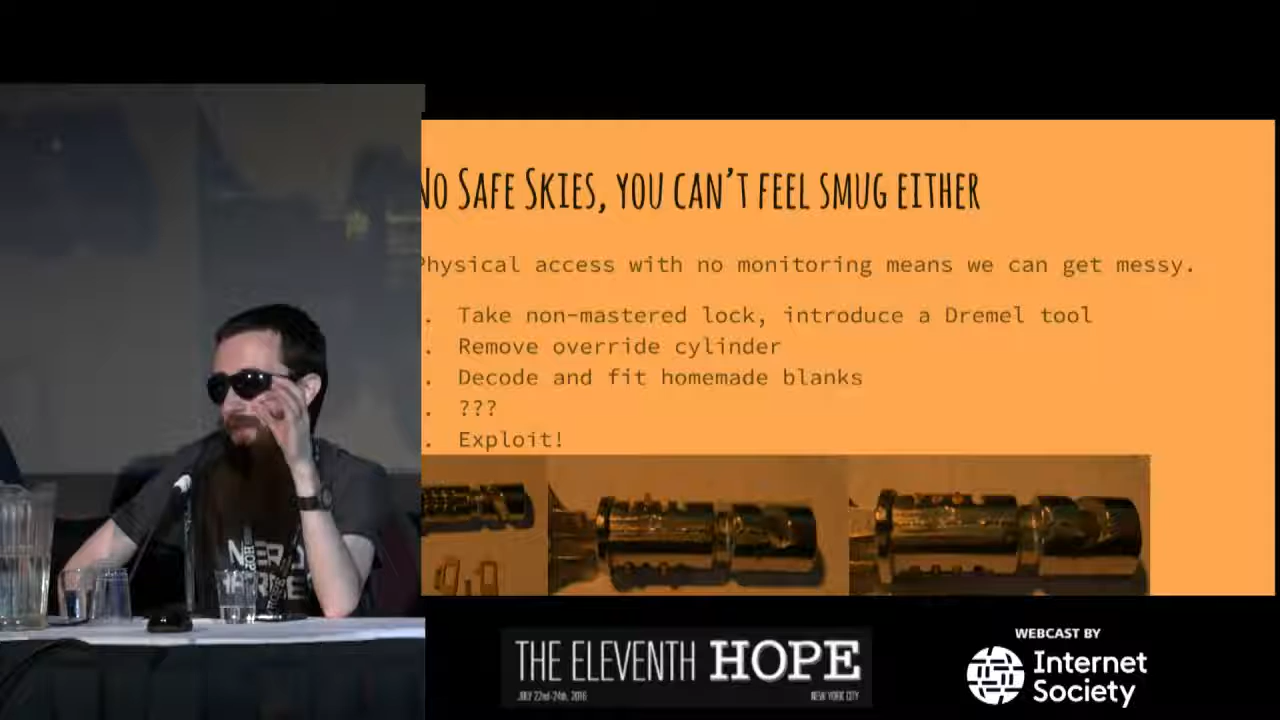 No Safe Skies, you can't feel smug either
Physical access with no monitoring means we can get messy.
. Take non-mastered lock, introduce a Dremel tool
. Remove override cylinder
. Decode and fit homemade blanks
. ???
. Exploit!
THE ELEVENTH HOPE
JULY 22nd-24th, 2016 NEW YORK CITY
WEBCAST BY
Internet
Society